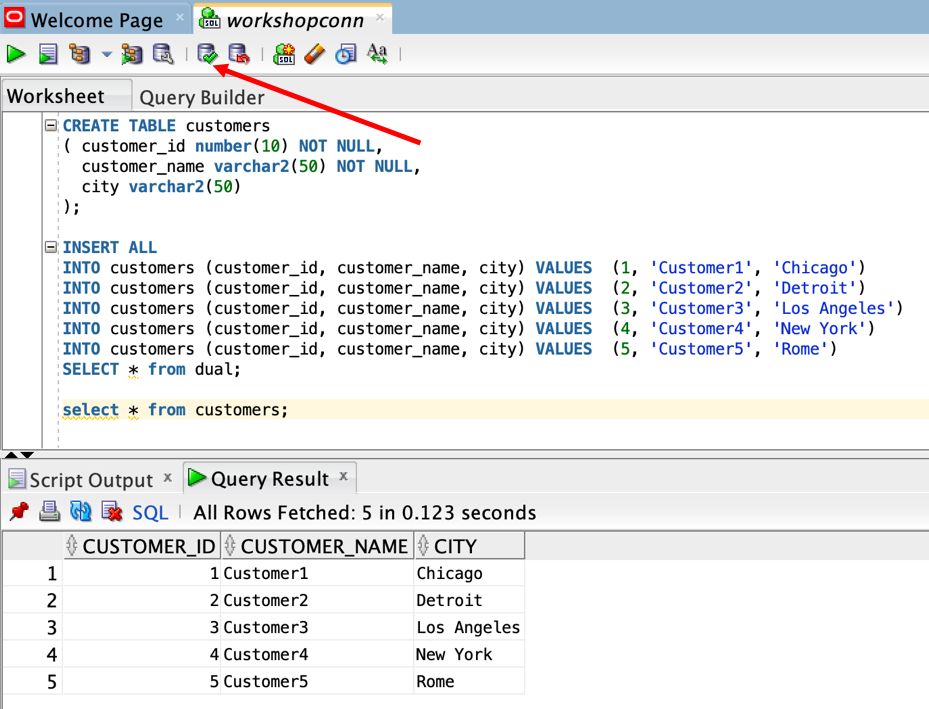 Welcome Page
workshopconn
Worksheet
Query Builder
CREATE TABLE customers
( customer_id number(10) NOT NULL,
customer_name varchar2(50) NOT NULL,
city varchar2(50)
);
INSERT ALL
INTO customers (customer_id, customer_name, city) VALUES (1, 'Customer1', 'Chicago')
INTO customers (customer_id, customer_name, city) VALUES (2, 'Customer2', 'Detroit')
INTO customers (customer_id, customer_name, city) VALUES (3, 'Customer3', 'Los Angeles')
INTO customers (customer_id, customer_name, city) VALUES (4, 'Customer4', 'New York')
INTO customers (customer_id, customer_name, city) VALUES (5, 'Customer5', 'Rome')
SELECT * from dual;
select * from customers;
Script Output x
Query Result x
SQL All Rows Fetched: 5 in 0.123 seconds
CUSTOMER_ID CUSTOMER_NAME CITY
1 1 Customer1 Chicago
2 2 Customer2 Detroit
3 3 Customer3 Los Angeles
4 4 Customer4 New York
5 5 Customer5 Rome